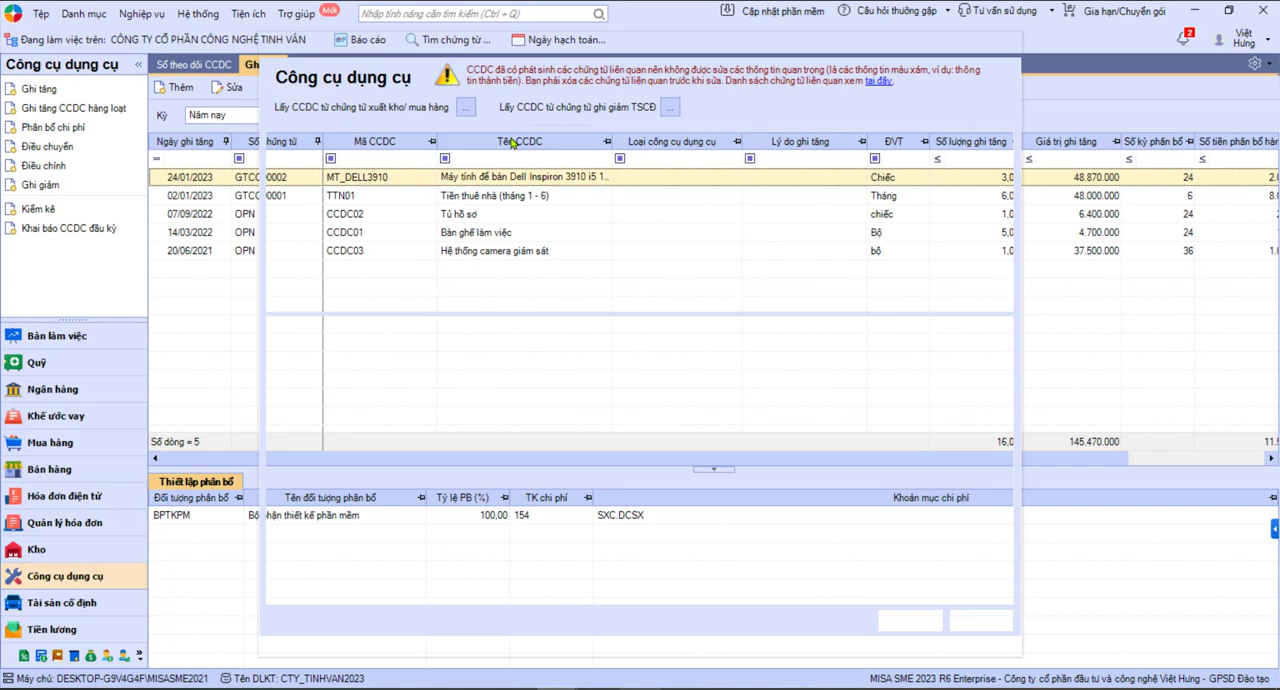 Tệp Danh mục Nghiệp vụ Hệ thống Tiện ích Trợ giúp Mới Nhập tính năng cần tìm kiếm (Ctrl + Q) Cập nhật phần mềm Câu hỏi thường gặp Tư vấn sử dụng Gia hạn/Chuyển gói
Đang làm việc trên: CÔNG TY CỔ PHẦN CÔNG NGHỆ TINH VÂN Báo cáo Tìm chứng từ ... Ngày hạch toán... 2 Việt Hưng
Công cụ dụng cụ « Sổ theo dõi CCDC Gh
Ghi tăng
Ghi tăng CCDC hàng loạt
Phân bổ chi phí
Điều chuyển
Điều chỉnh
Ghi giảm
Kiểm kê
Khai báo CCDC đầu kỳ
Bàn làm việc
Quỹ
Ngân hàng
Khế ước vay
Mua hàng
Bán hàng
Hóa đơn điện tử
Quản lý hóa đơn
Kho
Công cụ dụng cụ
Tài sản cố định
Tiền lương
Thêm Sửa
Kỳ Năm nay
Công cụ dụng cụ
CCDC đã có phát sinh các chứng từ liên quan nên không được sửa các thông tin quan trọng (là các thông tin màu xám, ví dụ: thông
tin thành tiền). Bạn phải xóa các chứng từ liên quan trước khi sửa. Danh sách chứng từ liên quan xem tại đây.
Lấy CCDC từ chứng từ xuất kho/ mua hàng ... Lấy CCDC từ chứng từ ghi giảm TSCĐ ...
Ngày ghi tăng Số chứng từ Mã CCDC Tên CCDC Loại công cụ dụng cụ Lý do ghi tăng ĐVT Số lượng ghi tăng Giá trị ghi tăng Số kỳ phân bổ Số tiền phân bổ hàn
= ≤ ≤ ≤ ≤
24/01/2023 GTCC 0002 MT_DELL3910 Máy tính để bàn Dell Inspiron 3910 i5 1... Chiếc 3,0 48.870.000 24 2.0
02/01/2023 GTCC 0001 TTN01 Tiền thuê nhà (tháng 1 - 6) Tháng 6,0 48.000.000 6 8.0
07/09/2022 OPN CCDC02 Tủ hồ sơ chiếc 1,0 6.400.000 24
14/03/2022 OPN CCDC01 Bàn ghế làm việc Bộ 5,0 4.700.000 24
20/06/2021 OPN CCDC03 Hệ thống camera giám sát bộ 1,0 37.500.000 36 1.0
Số dòng = 5 16,0 145.470.000 11.5
Thiết lập phân bổ
Đối tượng phân bổ Tên đối tượng phân bổ Tỷ lệ PB (%) TK chi phí Khoản mục chi phí
BPTKPM Bộ phận thiết kế phần mềm 100,00 154 SXC.DCSX
Máy chủ: DESKTOP-G9V4G4F\MISASME2021 Tên DLKT: CTY_TINHVAN2023 MISA SME 2023 R6 Enterprise - Công ty cổ phần đầu tư và công nghệ Việt Hưng - GPSD Đào tạo